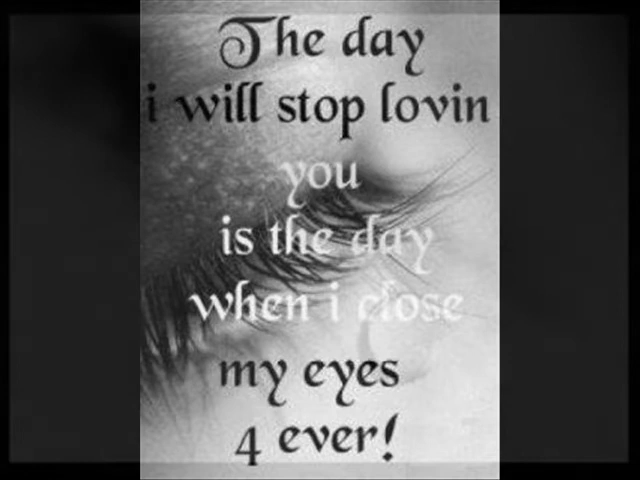 The day
i will stop lovin
you
is the day
when i close
my eyes
4 ever!